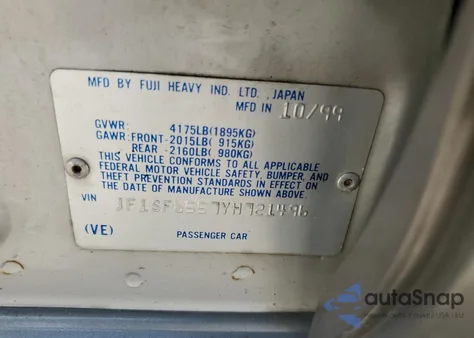 MFD BY FUJI HEAVY IND. LTD., JAPAN
MFD IN 10/99
GVWR: 4175LB(1895KG)
GAWR: FRONT-2015LB( 915KG)
REAR -2160LB( 980KG)
THIS VEHICLE CONFORMS TO ALL APPLICABLE
FEDERAL MOTOR VEHICLE SAFETY, BUMPER, AND
THEFT PREVENTION STANDARDS IN EFFECT ON
THE DATE OF MANUFACTURE SHOWN ABOVE.
VIN
(VE) PASSENGER CAR
autoSnap